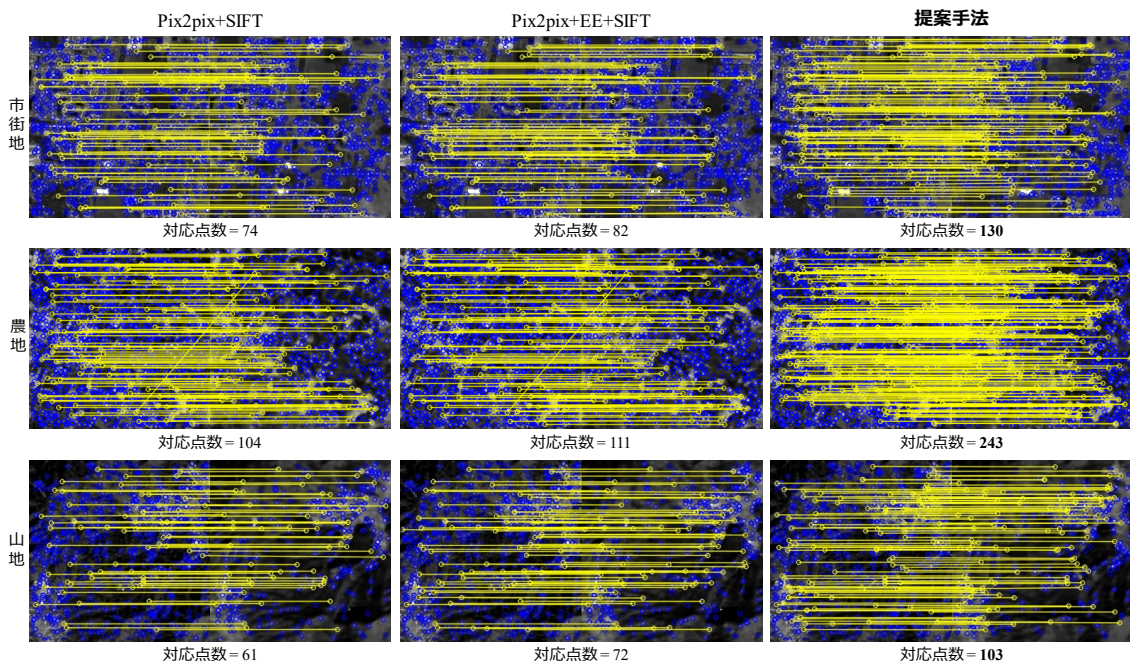 Pix2pix+SIFT
Pix2pix+EE+SIFT
提案手法
市街地
対応点数 = 74
対応点数 = 82
対応点数 = 130
農地
対応点数 = 104
対応点数 = 111
対応点数 = 243
山地
対応点数 = 61
対応点数 = 72
対応点数 = 103